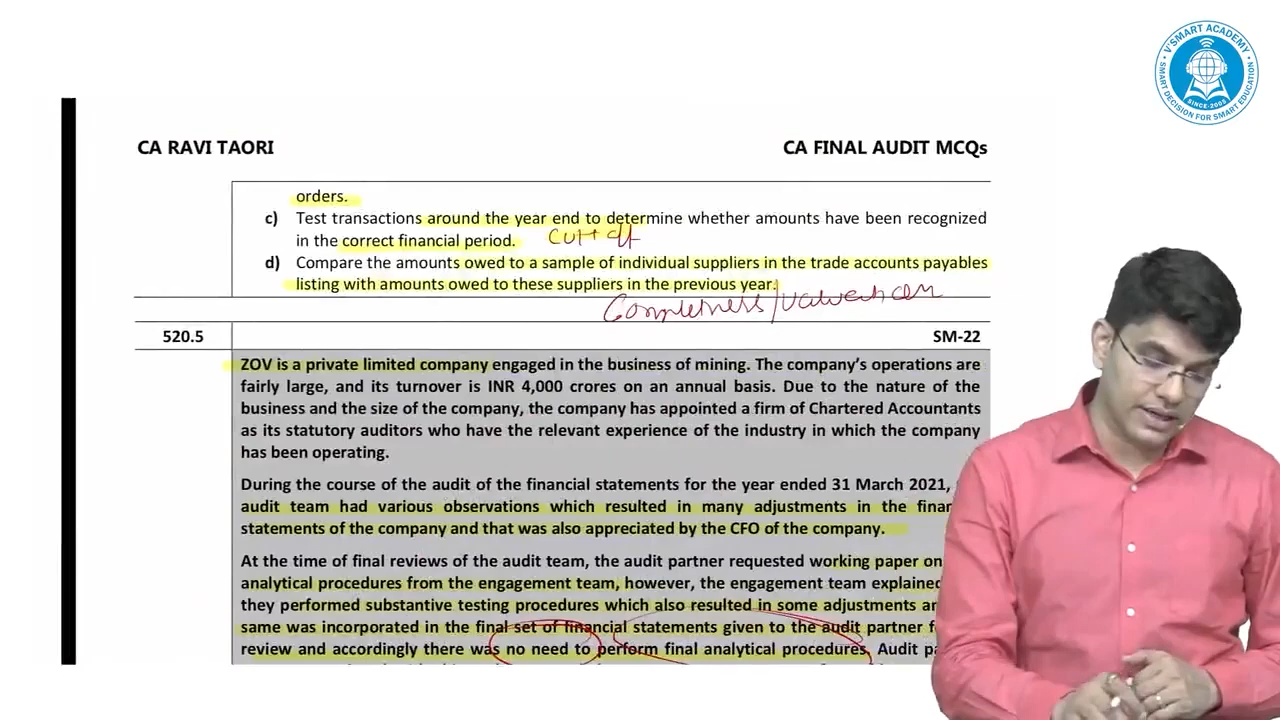 V'SMART ACADEMY
SMART DECISION FOR SMART EDUCATION
SINCE-2005
CA RAVI TAORI
CA FINAL AUDIT MCQs
orders.
c) Test transactions around the year end to determine whether amounts have been recognized
in the correct financial period.
Cut off
d) Compare the amounts owed to a sample of individual suppliers in the trade accounts payables
listing with amounts owed to these suppliers in the previous year.
520.5
SM-22
ZOV is a private limited company engaged in the business of mining. The company's operations are
fairly large, and its turnover is INR 4,000 crores on an annual basis. Due to the nature of the
business and the size of the company, the company has appointed a firm of Chartered Accountants
as its statutory auditors who have the relevant experience of the industry in which the company
has been operating.
During the course of the audit of the financial statements for the year ended 31 March 2021,
audit team had various observations which resulted in many adjustments in the
statements of the company and that was also appreciated by the CFO of the company.
At the time of final reviews of the audit team, the audit partner requested working paper on
analytical procedures from the engagement team, however, the engagement team explained
they performed substantive testing procedures which also resulted in some adjustments
same was incorporated in the final set of financial statements given to the audit partner
review and accordingly there was no need to perform final analytical procedures. Audit